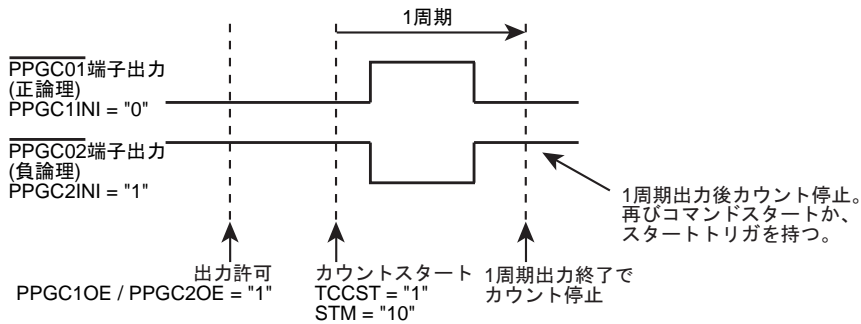 1周期
PPGC01端子出力
(正論理)
PPGC1INI = "0"
PPGC02端子出力
(負論理)
PPGC2INI = "1"
1周期出力後カウント停止。
再びコマンドスタートか、
スタートトリガを持つ。
出力許可
PPGC1OE / PPGC2OE = "1"
カウントスタート
TCCST = "1"
STM = "10"
1周期出力終了で
カウント停止